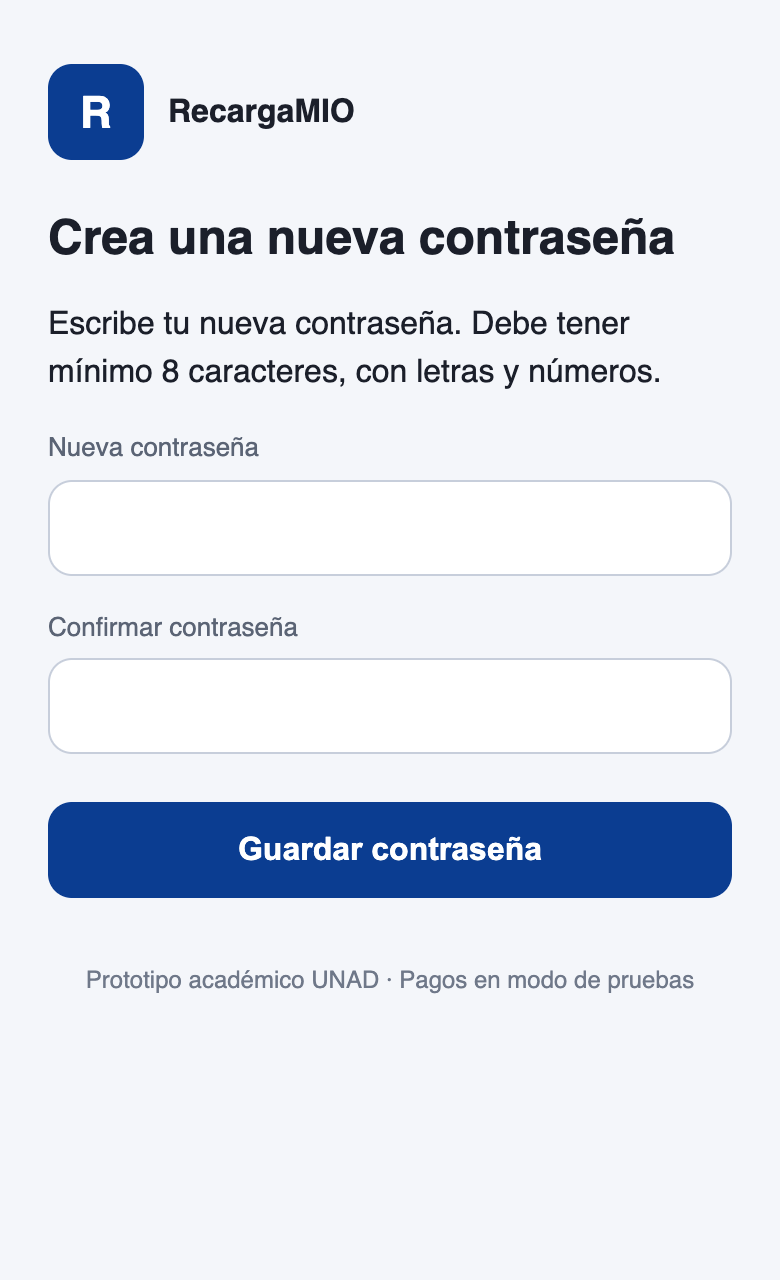 R
RecargaMIO
Crea una nueva contraseña
Escribe tu nueva contraseña. Debe tener
mínimo 8 caracteres, con letras y números.
Nueva contraseña
Confirmar contraseña
Guardar contraseña
Prototipo académico UNAD · Pagos en modo de pruebas